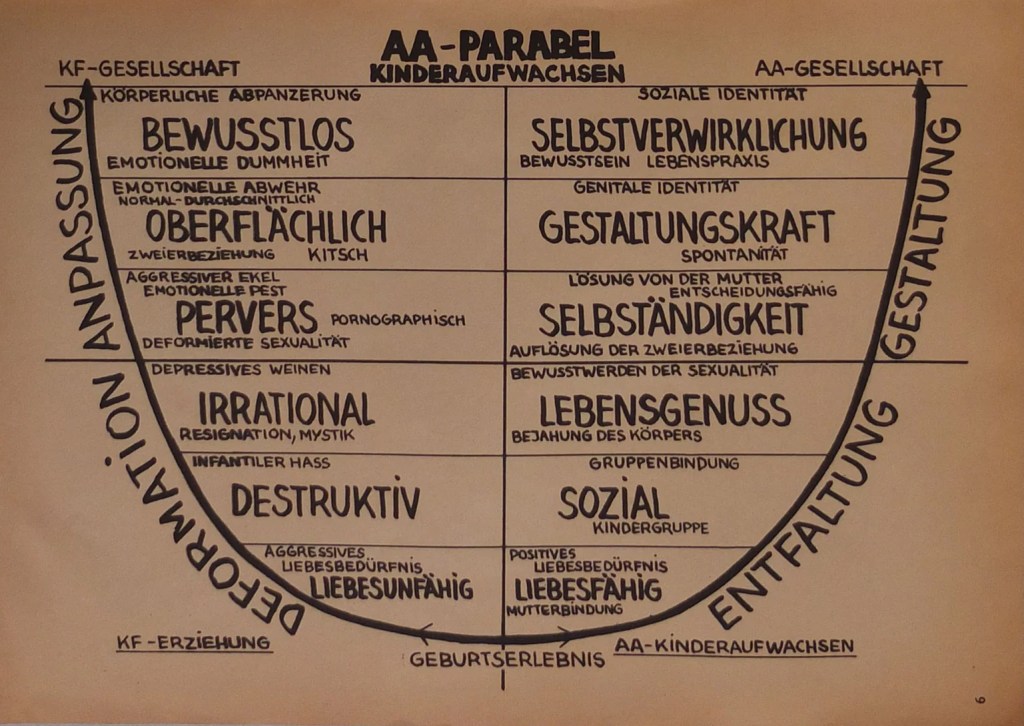 AA-PARABEL
KINDERAUFWACHSEN
KF-GESELLSCHAFT
AA-GESELLSCHAFT
ANPASSUNG
DEFORMATION
KÖRPERLICHE ABPANZERUNG
BEWUSSTLOS
EMOTIONELLE DUMMHEIT
EMOTIONELLE ABWEHR
NORMAL-DURCHSCHNITTLICH
OBERFLÄCHLICH
ZWEIERBEZIEHUNG KITSCH
AGGRESSIVER EKEL
EMOTIONELLE PEST
PERVERS PORNOGRAPHISCH
DEFORMIERTE SEXUALITÄT
DEPRESSIVES WEINEN
IRRATIONAL
RESIGNATION, MYSTIK
INFANTILER HASS
DESTRUKTIV
AGGRESSIVES
LIEBESBEDÜRFNIS
LIEBESUNFÄHIG
SOZIALE IDENTITÄT
SELBSTVERWIRKLICHUNG
BEWUSSTSEIN LEBENSPRAXIS
GENITALE IDENTITÄT
GESTALTUNGSKRAFT
SPONTANITÄT
LÖSUNG VON DER MUTTER
ENTSCHEIDUNGSFÄHIG
SELBSTÄNDIGKEIT
AUFLÖSUNG DER ZWEIERBEZIEHUNG
BEWUSSTWERDEN DER SEXUALITÄT
LEBENSGENUSS
BEJAHUNG DES KÖRPERS
GRUPPENBINDUNG
SOZIAL
KINDERGRUPPE
POSITIVES
LIEBESBEDÜRFNIS
LIEBESFÄHIG
MUTTERBINDUNG
GESTALTUNG
ENTFALTUNG
KF-ERZIEHUNG
GEBURTSERLEBNIS
AA-KINDERAUFWACHSEN
6